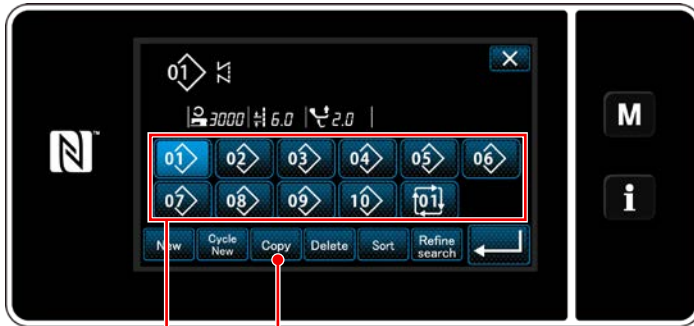 01
3000 6.0 2.0
M
01 02 03 04 05 06
07 08 09 10 01
i
New Cycle New Copy Delete Sort Refine search